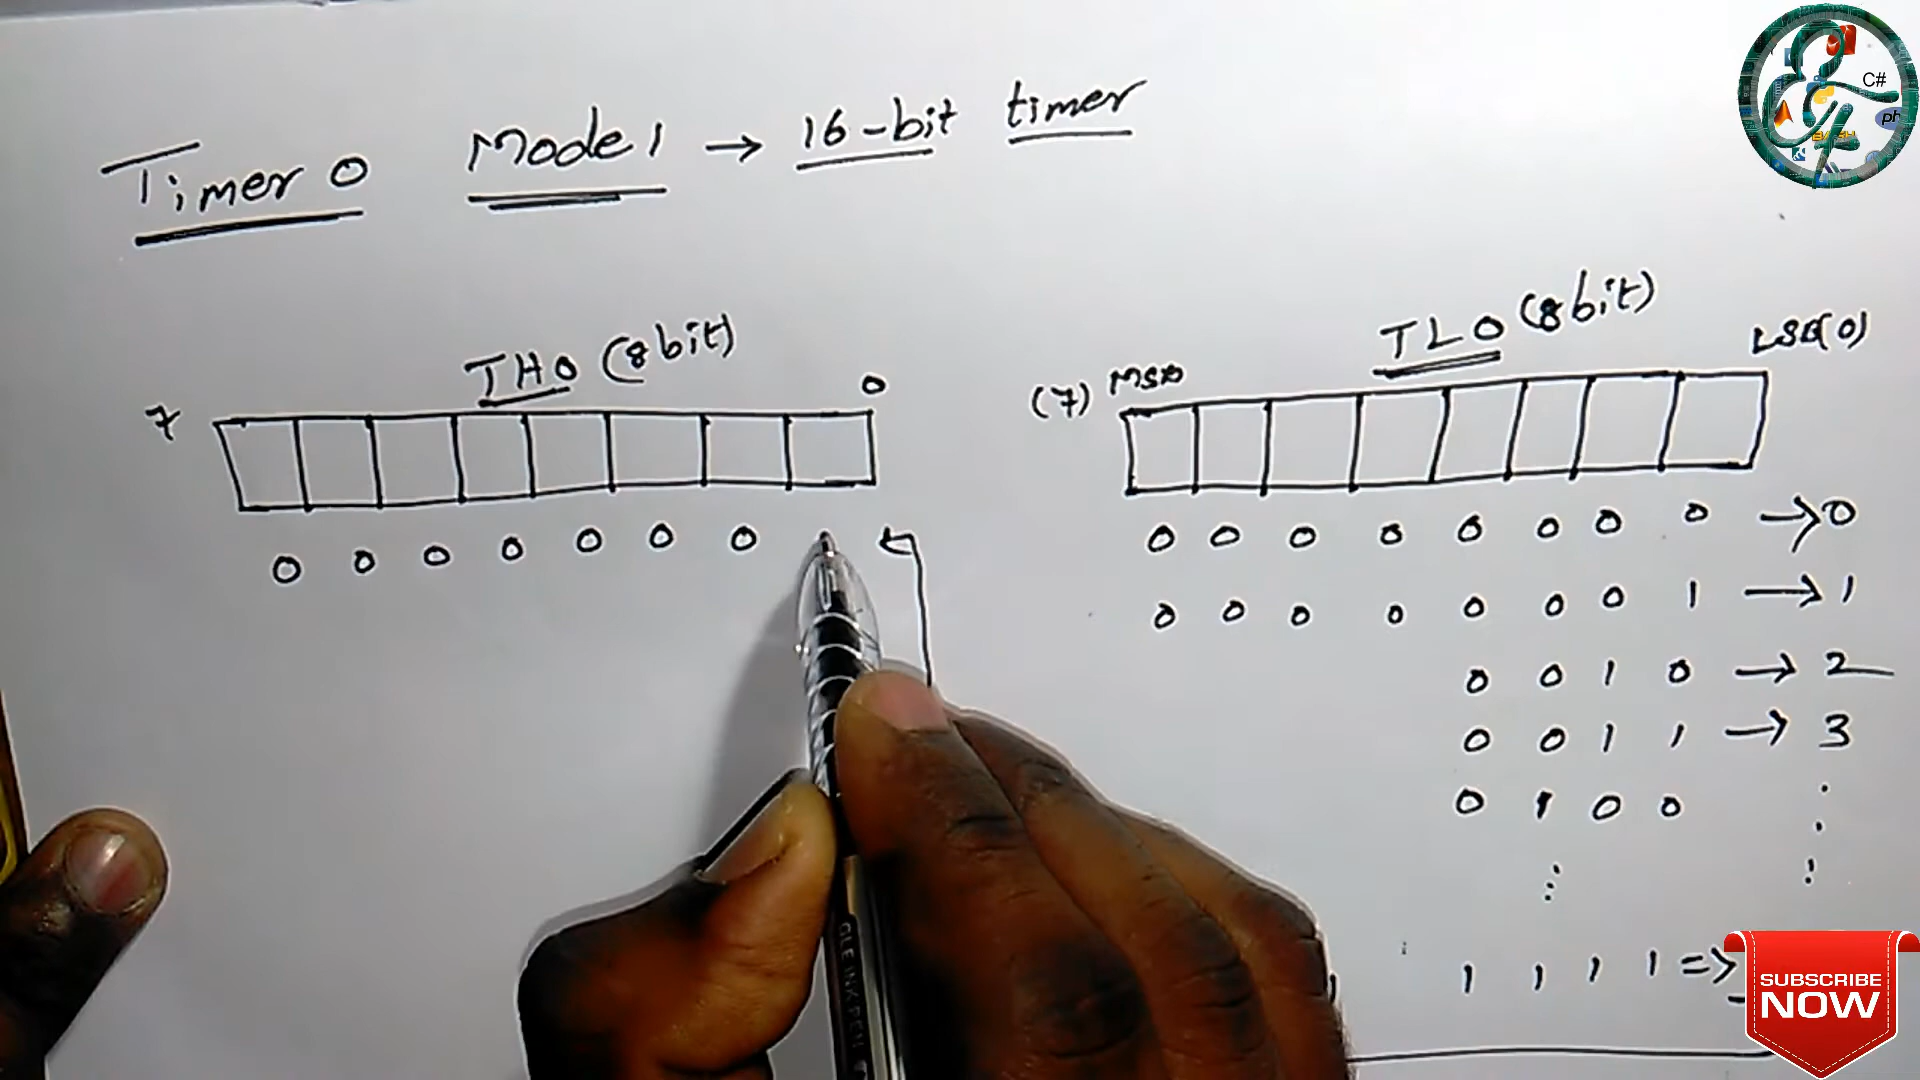 Timer 0 Mode 1 → 16-bit timer
TH0 (8bit)
7 0
TL0 (8bit)
(7) MSB LSB(0)
0 0 0 0 0 0 0
0 0 0 0 0 0 0 0 → 0
0 0 0 0 0 0 0 1 → 1
0 0 1 0 → 2
0 0 1 1 → 3
0 1 0 0
1 1 1 1 =>
C#
SUBSCRIBE
NOW
GLE INK PEN